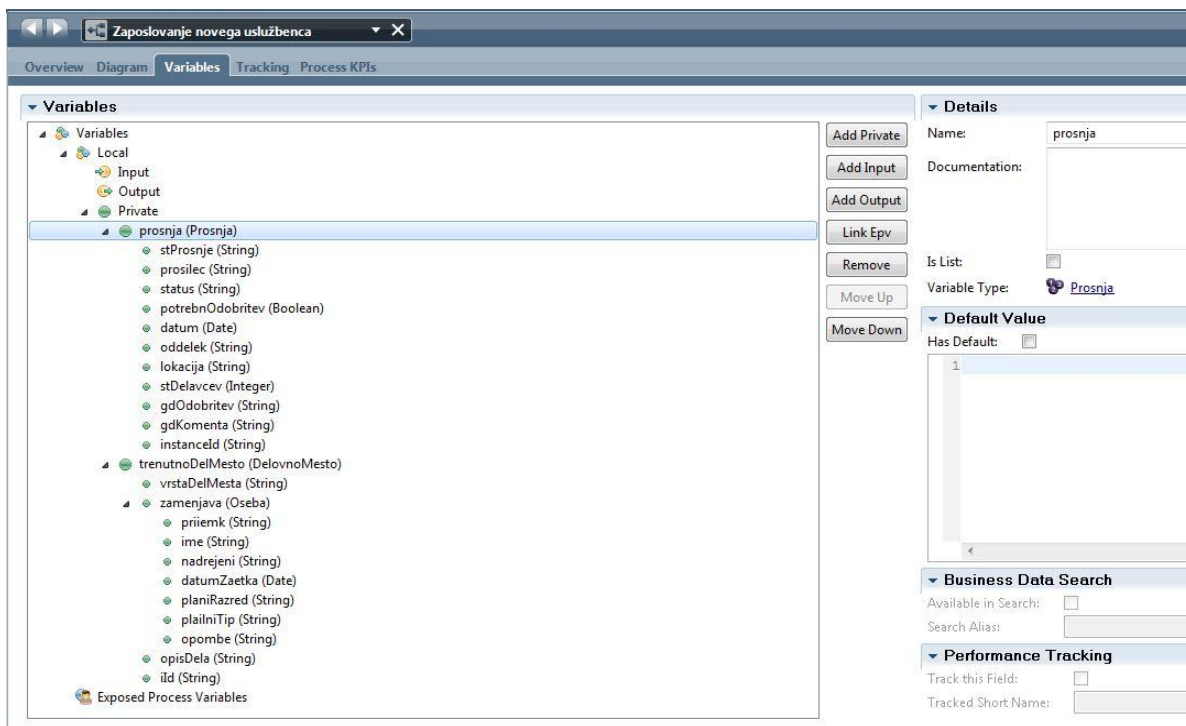 Zaposlovanje novega uslužbenca
Overview Diagram Variables Tracking Process KPIs
Variables
Variables
Local
Input
Output
Private
prosnja (Prosnja)
stProsnje (String)
prosilec (String)
status (String)
potrebnOdobritev (Boolean)
datum (Date)
oddelek (String)
lokacija (String)
stDelavcev (Integer)
gdOdobritev (String)
gdKomenta (String)
instanceId (String)
trenutnoDelMesto (DelovnoMesto)
vrstaDelMesta (String)
zamenjava (Oseba)
priiemk (String)
ime (String)
nadrejeni (String)
datumZaetka (Date)
planiRazred (String)
plailniTip (String)
opombe (String)
opisDela (String)
iId (String)
Exposed Process Variables
Add Private
Add Input
Add Output
Link Epv
Remove
Move Up
Move Down
Details
Name: prosnja
Documentation:
Is List:
Variable Type: Prosnja
Default Value
Has Default:
1
Business Data Search
Available in Search:
Search Alias:
Performance Tracking
Track this Field:
Tracked Short Name: